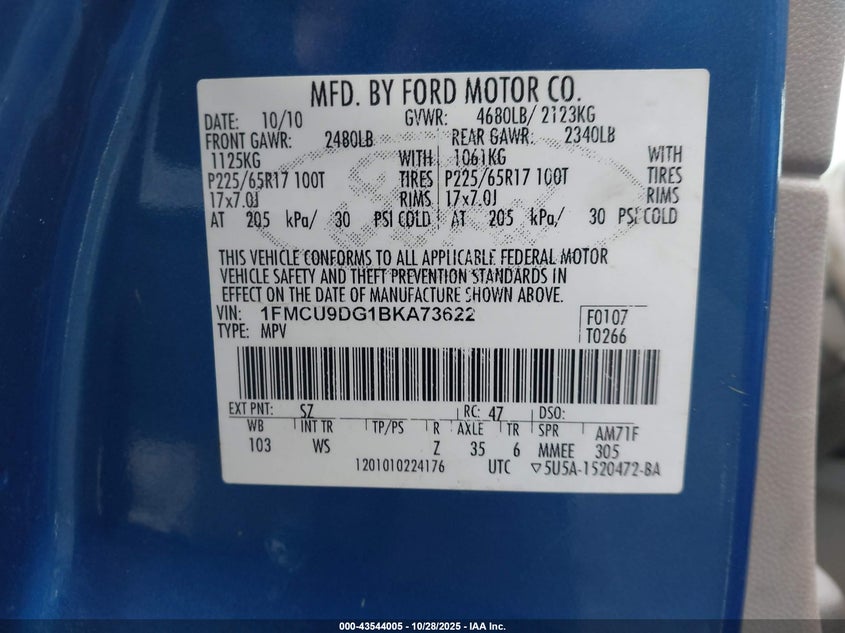 MFD. BY FORD MOTOR CO.
DATE: 10/10 GVWR: 4680LB/ 2123KG
FRONT GAWR: 2480LB REAR GAWR: 2340LB
1125KG WITH 1061KG WITH
P225/65R17 100T TIRES P225/65R17 100T TIRES
17x7.0J RIMS 17x7.0J RIMS
AT 205 kPa/ 30 PSI COLD AT 205 kPa/ 30 PSI COLD
THIS VEHICLE CONFORMS TO ALL APPLICABLE FEDERAL MOTOR
VEHICLE SAFETY AND THEFT PREVENTION STANDARDS IN
EFFECT ON THE DATE OF MANUFACTURE SHOWN ABOVE.
VIN: 1FMCU9DG1BKA73622 F0107
TYPE: MPV T0266
EXT PNT: SZ RC: 47 DSO:
WB INT TR TP/PS R AXLE TR SPR AM71F
103 WS Z 35 6 MMEE 305
1201010224176 UTC ▽5U5A-1520472-BA
000-43544005 | 10/28/2025 - IAA Inc.